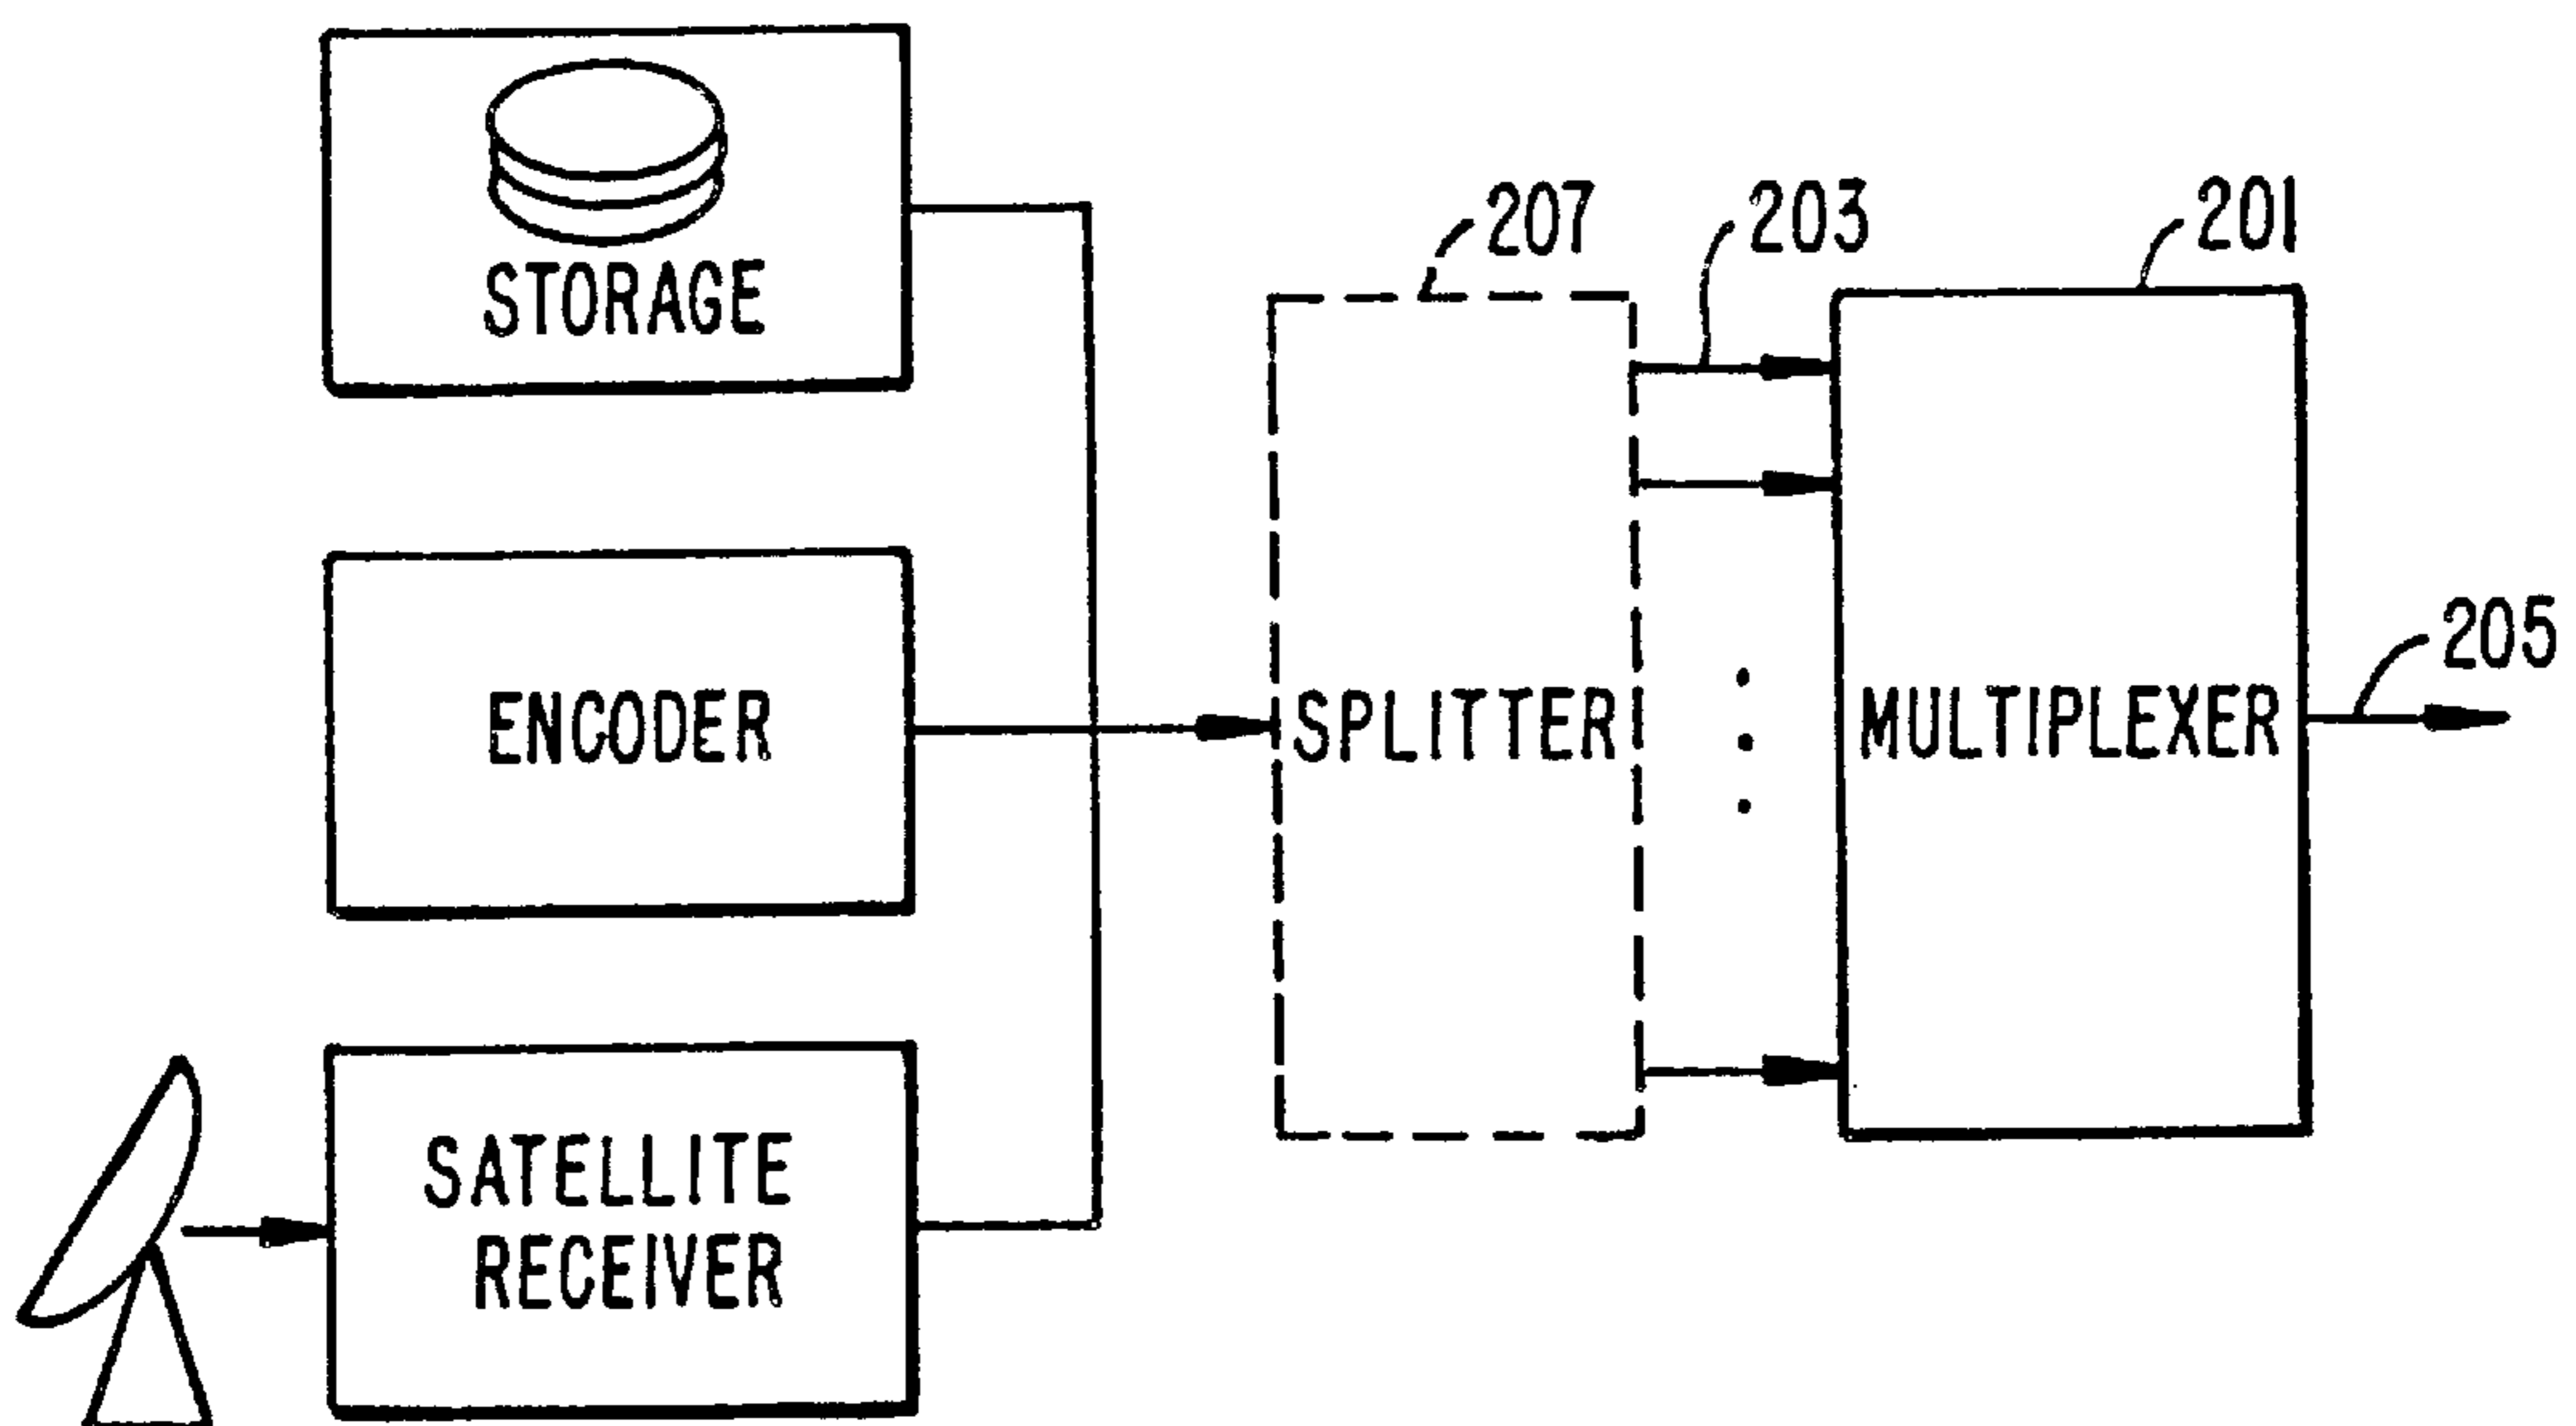 STORAGE
ENCODER
SATELLITE
RECEIVER
207
SPLITTER
203
201
MULTIPLEXER
205